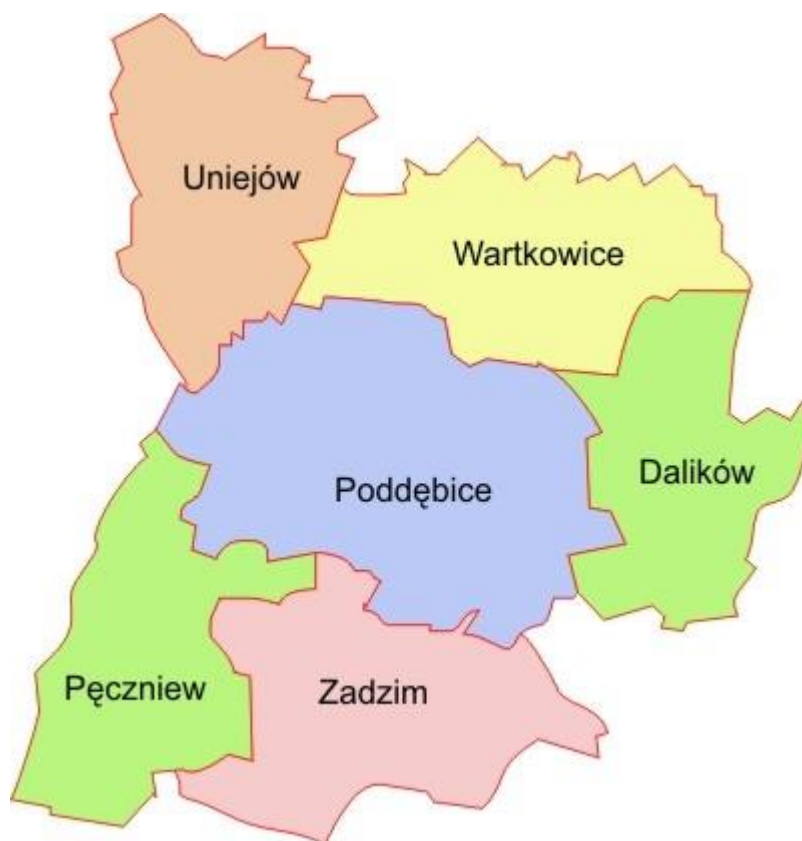 Uniejów
Wartkowice
Dalików
Poddębice
Pęczniew
Zadzim